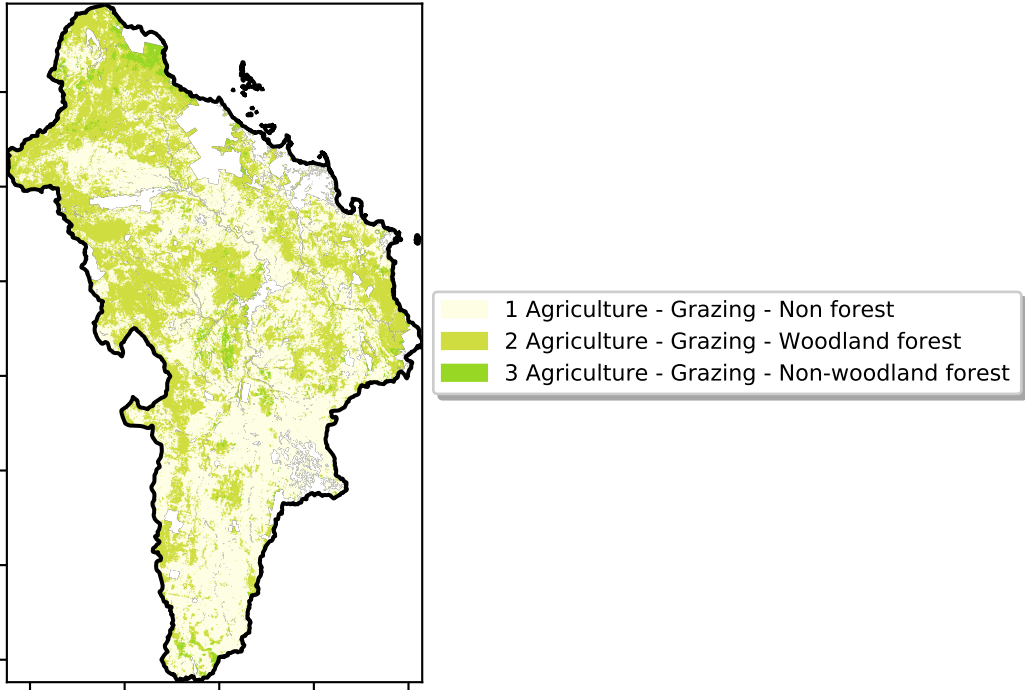 1 Agriculture - Grazing - Non forest
2 Agriculture - Grazing - Woodland forest
3 Agriculture - Grazing - Non-woodland forest